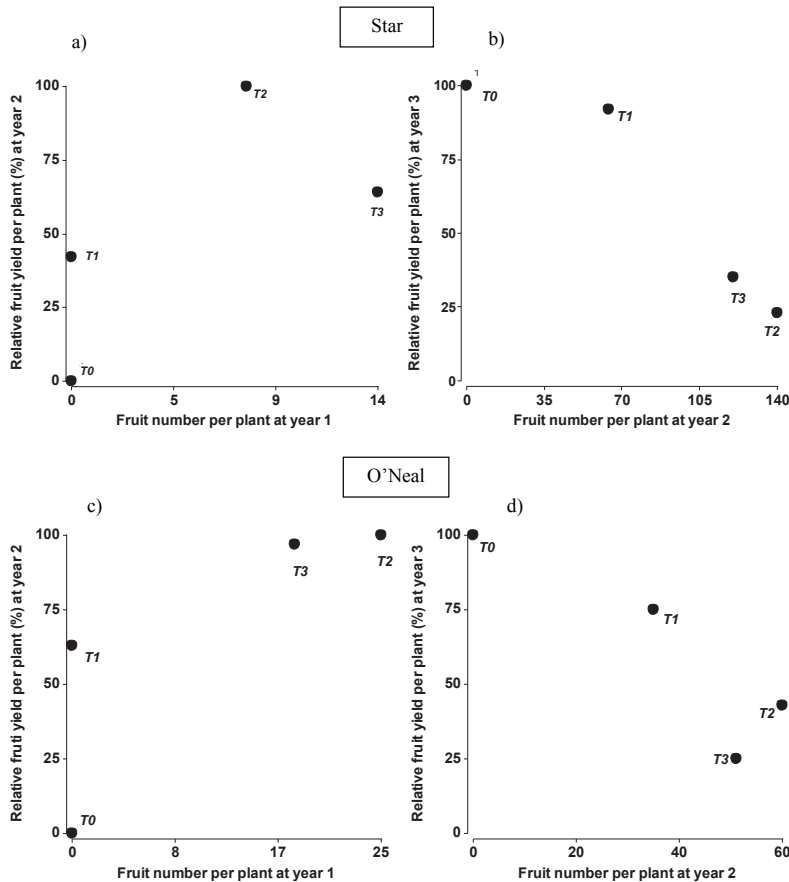 Star
a)
Relative fruit yield per plant (%) at year 2
100
75
50
25
0
T2
T3
T1
T0
0 5 9 14
Fruit number per plant at year 1
b)
Relative fruit yield per plant (%) at year 3
100
75
50
25
0
T0
T1
T3
T2
0 35 70 105 140
Fruit number per plant at year 2
O'Neal
c)
Relative fruti yield per plant (%) at year 2
100
75
50
25
0
T3
T2
T1
T0
0 8 17 25
Fruit number per plant at year 1
d)
Relative fruit yield per plant (%) at year 3
100
75
50
25
0
T0
T1
T2
T3
0 20 40 60
Fruit number per plant at year 2